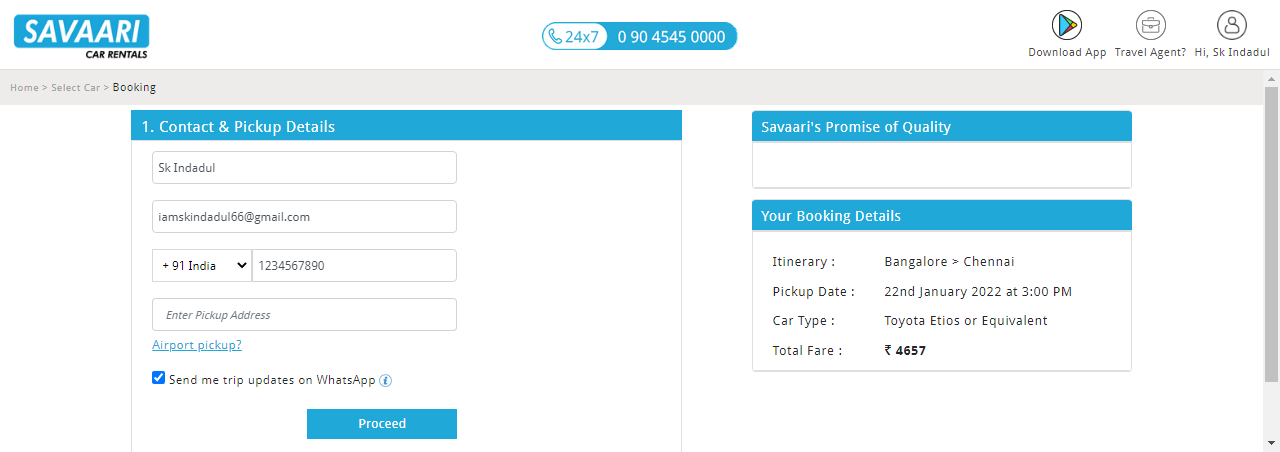 SAVAARI
CAR RENTALS
24x7 0 90 4545 0000
Download App
Travel Agent?
Hi, Sk Indadul
Home > Select Car > Booking
1. Contact & Pickup Details
Sk Indadul
iamskindadul66@gmail.com
+ 91 India
1234567890
Enter Pickup Address
Airport pickup?
Send me trip updates on WhatsApp i
Proceed
Savaari's Promise of Quality
Your Booking Details
Itinerary : Bangalore > Chennai
Pickup Date : 22nd January 2022 at 3:00 PM
Car Type : Toyota Etios or Equivalent
Total Fare : ₹ 4657